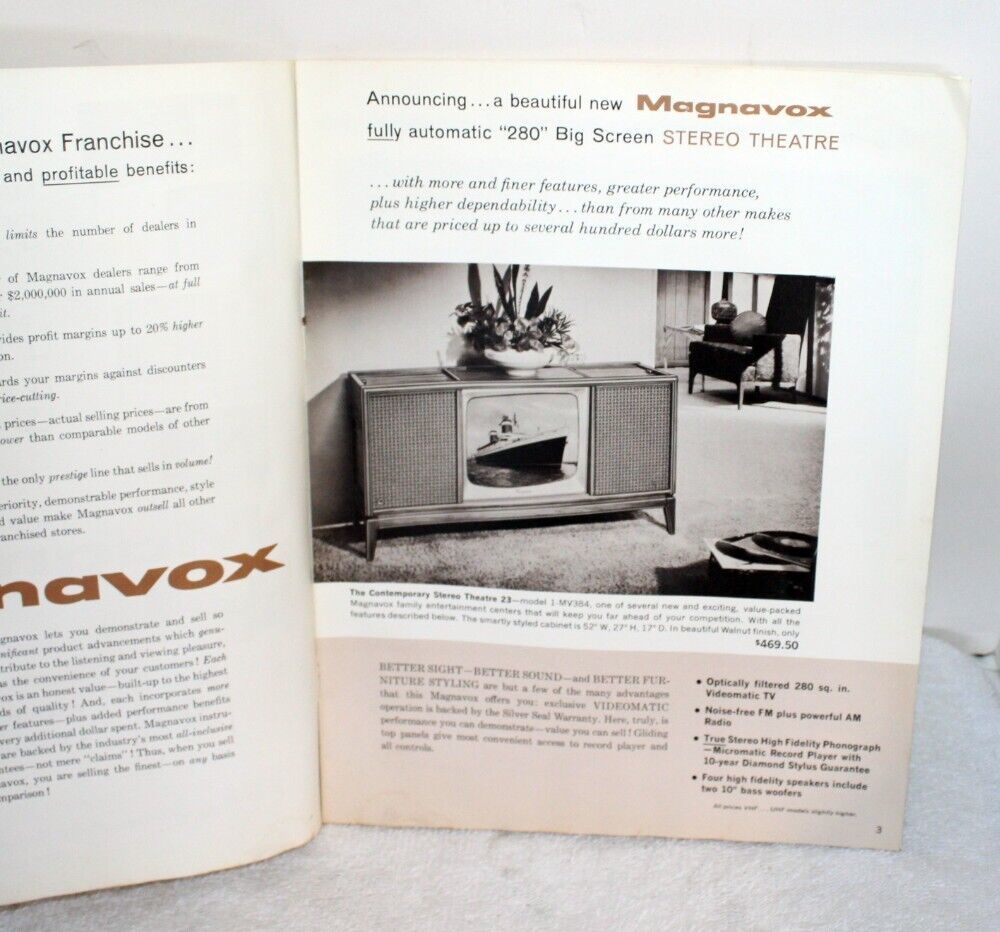 navox Franchise...
and profitable benefits:
limits the number of dealers in
of Magnavox dealers range from
$2,000,000 in annual sales—at full
it.
ides profit margins up to 20% higher
on.
rds your margins against discounters
rice-cutting.
prices—actual selling prices—are from
ower than comparable models of other
the only prestige line that sells in volume!
eriority, demonstrable performance, style
d value make Magnavox outsell all other
anchised stores.
navox
agnavox lets you demonstrate and sell so
nificant product advancements which genu-
tribute to the listening and viewing pleasure,
as the convenience of your customers! Each
vox is an honest value—built-up to the highest
ds of quality! And, each incorporates more
er features—plus added performance benefits
very additional dollar spent. Magnavox instru-
are backed by the industry's most all-inclusive
ntees—not mere "claims"! Thus, when you sell
avox, you are selling the finest—on any basis
mparison!
Announcing...a beautiful new Magnavox
fully automatic "280" Big Screen STEREO THEATRE
...with more and finer features, greater performance,
plus higher dependability...than from many other makes
that are priced up to several hundred dollars more!
The Contemporary Stereo Theatre 23—model 1-MV384, one of several new and exciting, value-packed
Magnavox family entertainment centers that will keep you far ahead of your competition. With all the
features described below. The smartly styled cabinet is 52" W, 27" H, 17" D. In beautiful Walnut finish, only
$469.50
BETTER SIGHT—BETTER SOUND—and BETTER FUR-
NITURE STYLING are but a few of the many advantages
that this Magnavox offers you: exclusive VIDEOMATIC
operation is backed by the Silver Seal Warranty. Here, truly, is
performance you can demonstrate—value you can sell! Gliding
top panels give most convenient access to record player and
all controls.
• Optically filtered 280 sq. in.
Videomatic TV
• Noise-free FM plus powerful AM
Radio
• True Stereo High Fidelity Phonograph
—Micromatic Record Player with
10-year Diamond Stylus Guarantee
• Four high fidelity speakers include
two 10" bass woofers
All prices VHF . . . UHF models slightly higher.
3